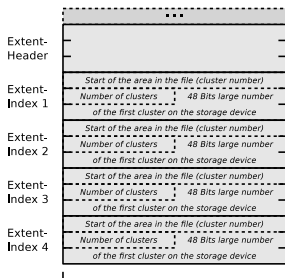 ...
Extent-
Header
Start of the area in the file (cluster number)
Extent-
Index 1
Number of clusters 48 Bits large number
of the first cluster on the storage device
Start of the area in the file (cluster number)
Extent-
Index 2
Number of clusters 48 Bits large number
of the first cluster on the storage device
Start of the area in the file (cluster number)
Extent-
Index 3
Number of clusters 48 Bits large number
of the first cluster on the storage device
Start of the area in the file (cluster number)
Extent-
Index 4
Number of clusters 48 Bits large number
of the first cluster on the storage device